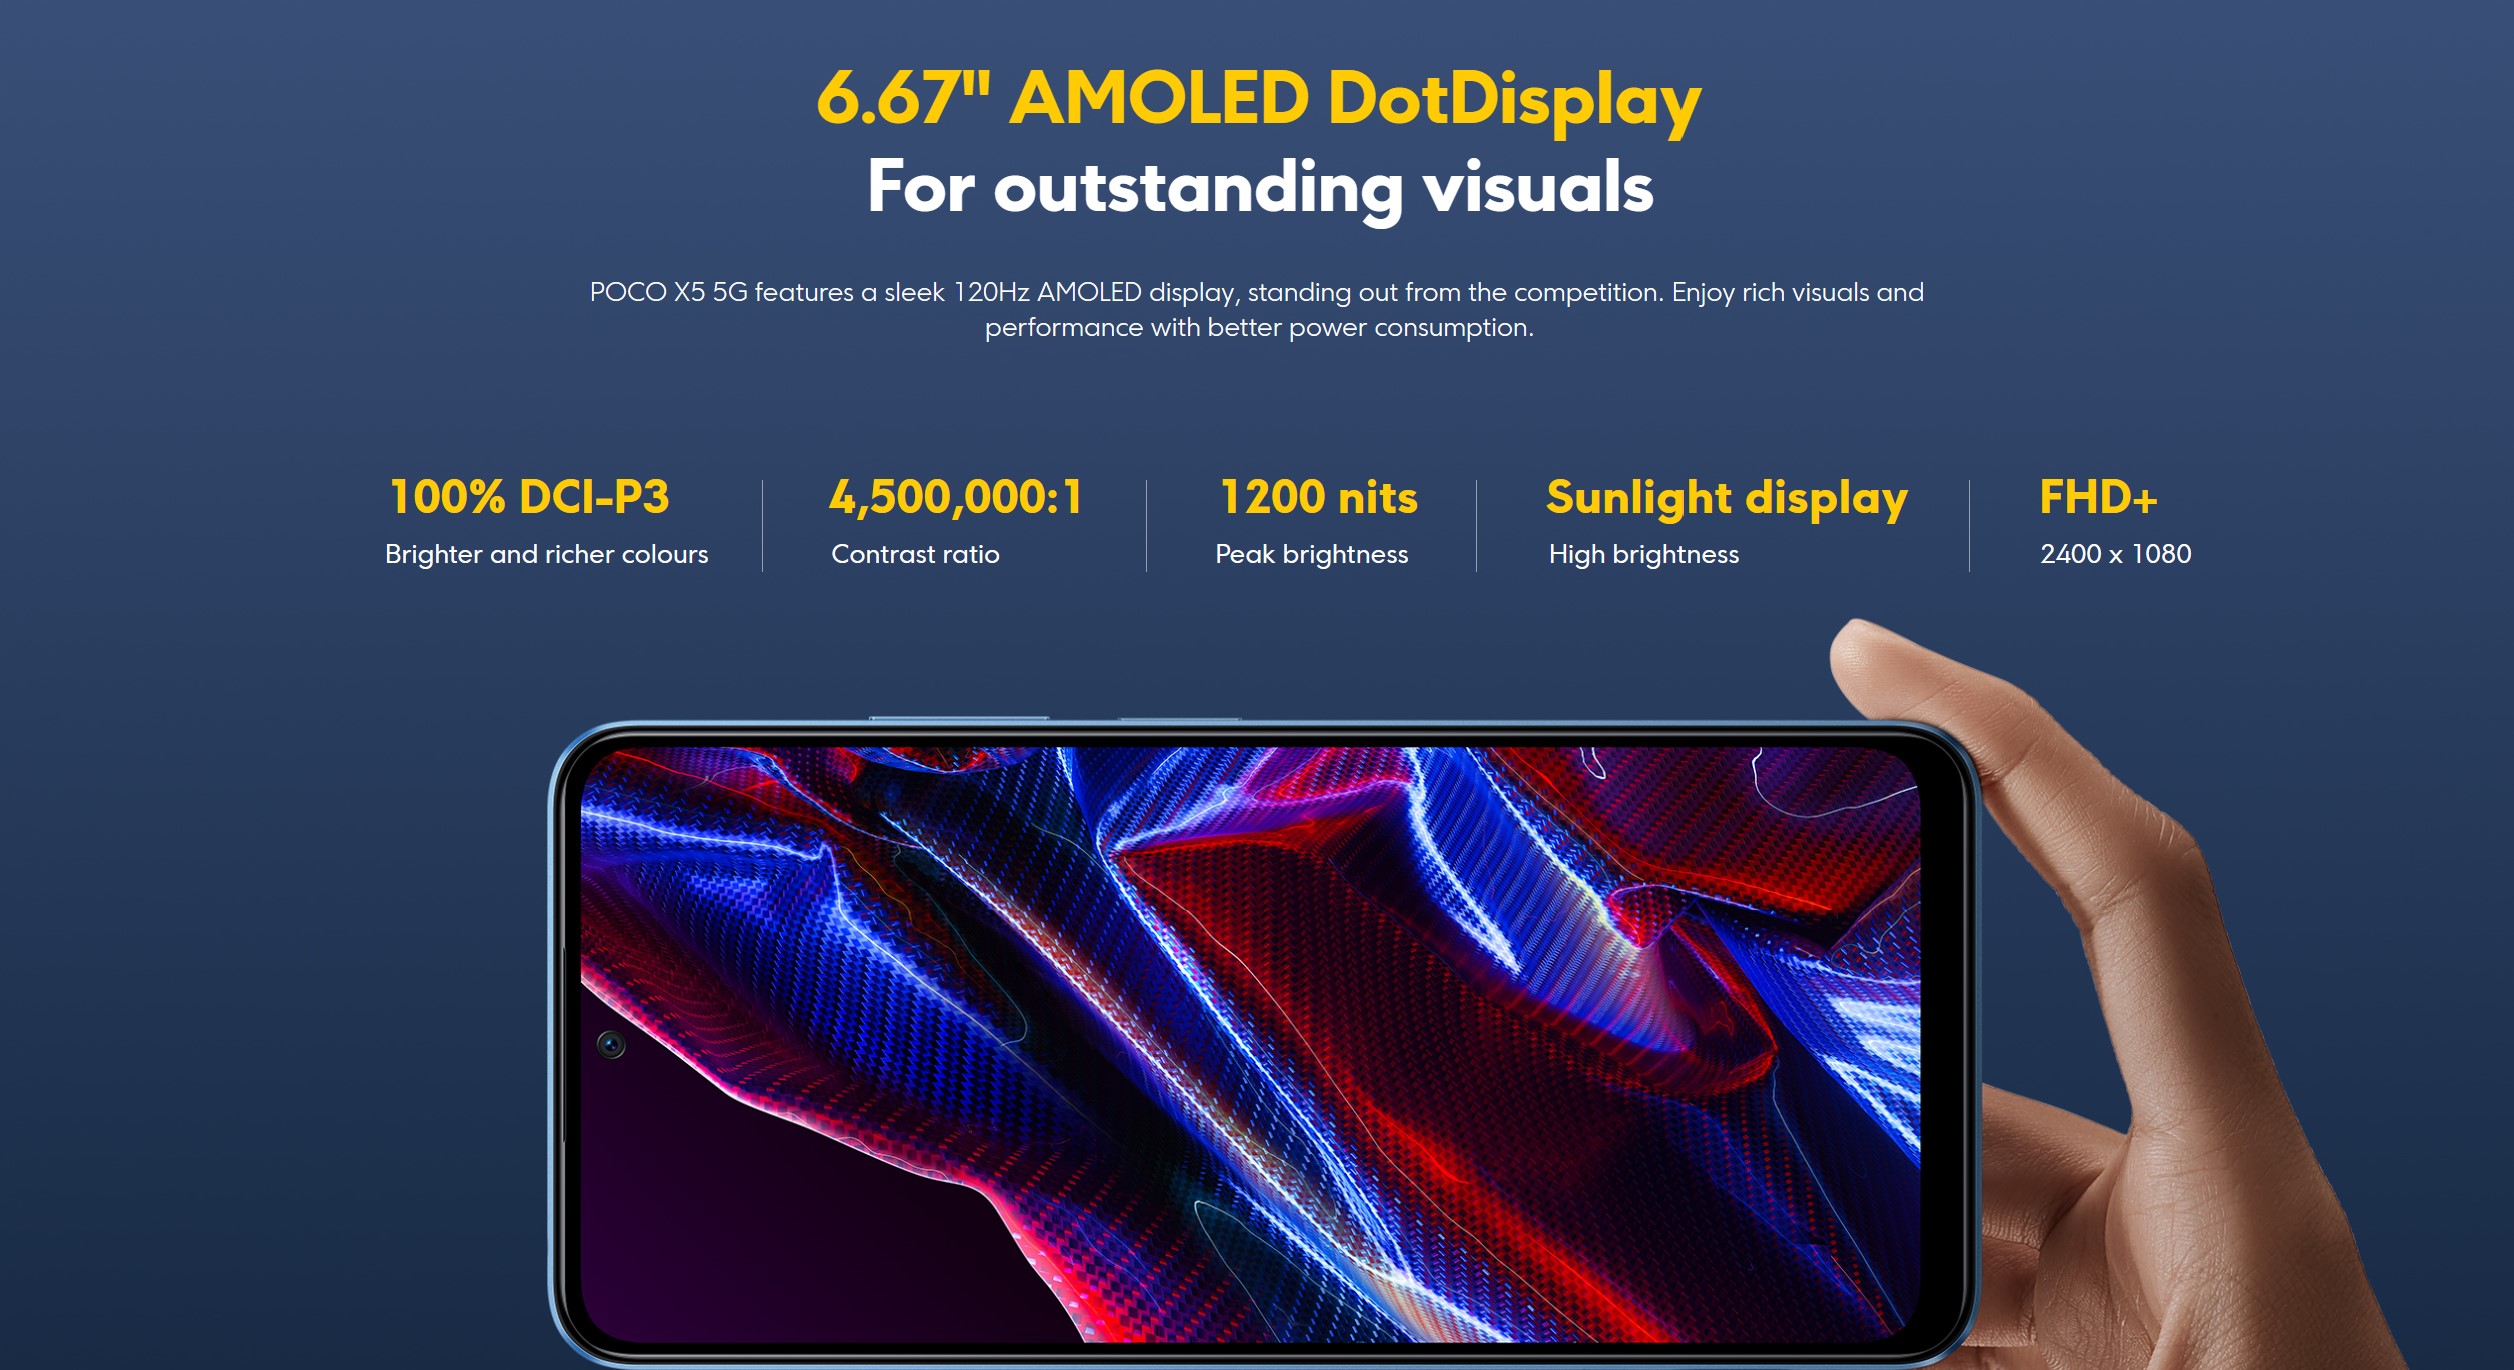 6.67" AMOLED DotDisplay
For outstanding visuals
POCO X5 5G features a sleek 120Hz AMOLED display, standing out from the competition. Enjoy rich visuals and
performance with better power consumption.
100% DCI-P3
Brighter and richer colours
4,500,000:1
Contrast ratio
1200 nits
Peak brightness
Sunlight display
High brightness
FHD+
2400 x 1080